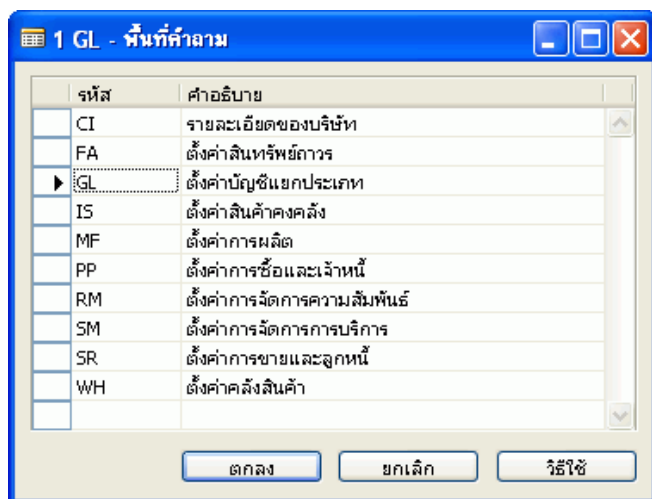 1 GL - พื้นที่คำถาม
รหัส คำอธิบาย
CI รายละเอียดของบริษัท
FA ตั้งค่าสินทรัพย์ถาวร
GL ตั้งค่าบัญชีแยกประเภท
IS ตั้งค่าสินค้าคงคลัง
MF ตั้งค่าการผลิต
PP ตั้งค่าการซื้อและเจ้าหนี้
RM ตั้งค่าการจัดการความสัมพันธ์
SM ตั้งค่าการจัดการการบริการ
SR ตั้งค่าการขายและลูกหนี้
WH ตั้งค่าคลังสินค้า
ตกลง ยกเลิก วิธีใช้